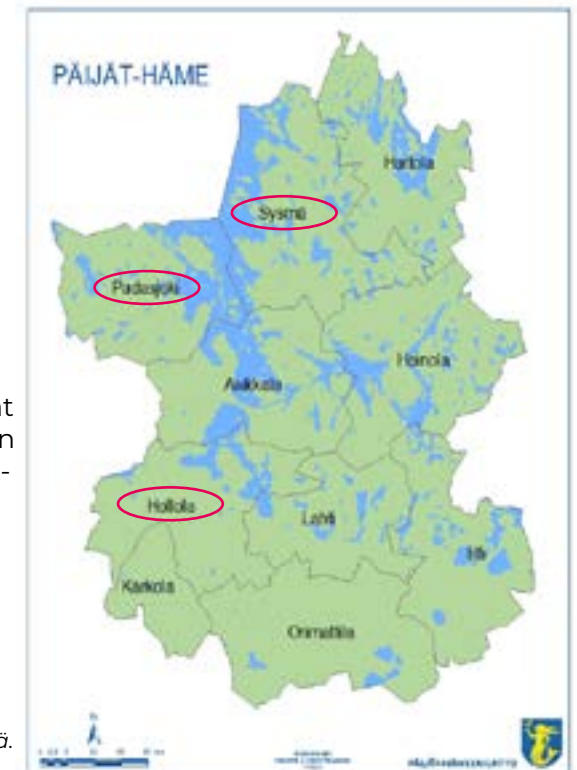 PÄIJÄT-HÄME
Hartola
Sysmä
Padasjoki
Heinola
Asikkala
Hollola
Lahti
Iitti
Kärkölä
Orimattila